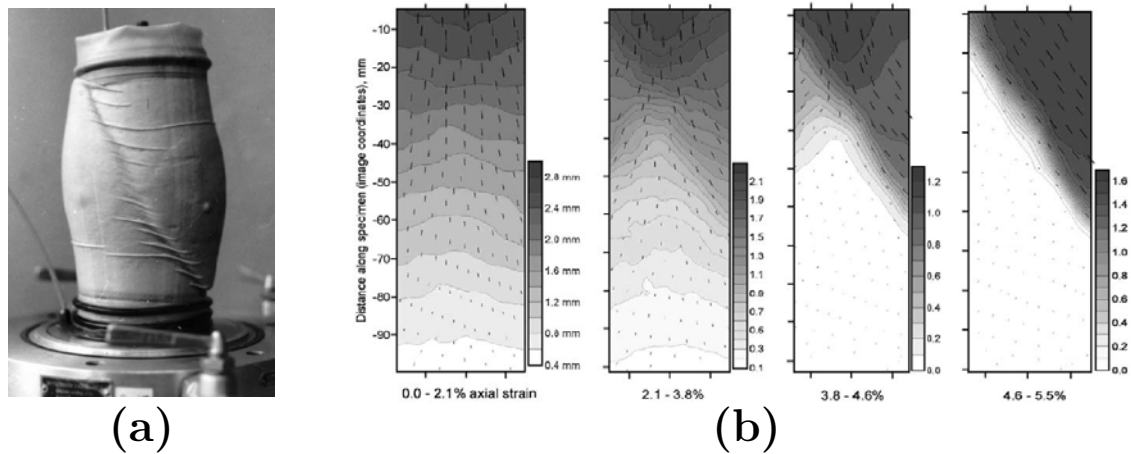 Distance along specimen (image coordinates), mm
-10
-20
-30
-40
-50
-60
-70
-80
-90
2.8 mm
2.4 mm
2.0 mm
1.6 mm
1.2 mm
0.8 mm
0.4 mm
0.0 - 2.1% axial strain
2.1
1.9
1.7
1.5
1.3
1.1
0.9
0.7
0.5
0.3
0.1
2.1 - 3.8%
1.2
1.0
0.8
0.6
0.4
0.2
0.0
3.8 - 4.6%
1.6
1.4
1.2
1.0
0.8
0.6
0.4
0.2
0.0
4.6 - 5.5%
(a)
(b)